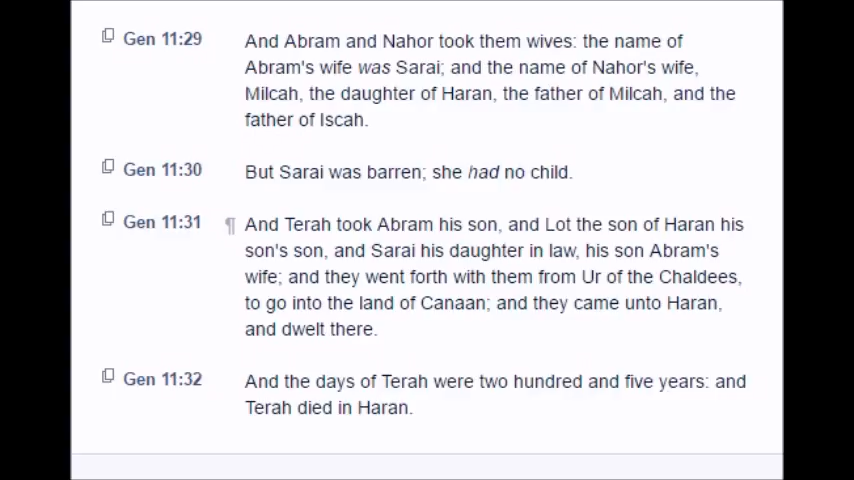 Gen 11:29 And Abram and Nahor took them wives: the name of
Abram's wife was Sarai; and the name of Nahor's wife,
Milcah, the daughter of Haran, the father of Milcah, and the
father of Iscah.
Gen 11:30 But Sarai was barren; she had no child.
Gen 11:31 ¶ And Terah took Abram his son, and Lot the son of Haran his
son's son, and Sarai his daughter in law, his son Abram's
wife; and they went forth with them from Ur of the Chaldees,
to go into the land of Canaan; and they came unto Haran,
and dwelt there.
Gen 11:32 And the days of Terah were two hundred and five years: and
Terah died in Haran.